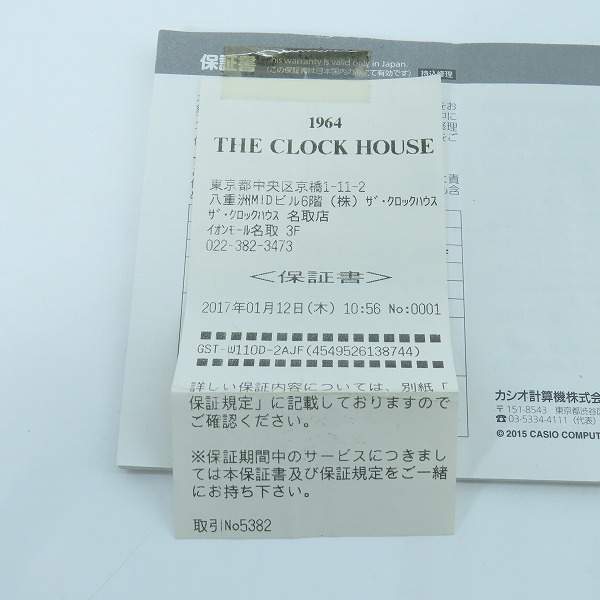 保証書 This warranty is valid only in Japan.
(この保証書は日本国内のみにて有効です) 持込修理
1964
THE CLOCK HOUSE
東京都中央区京橋1-11-2
八重洲MIDビル6階 (株) ザ・クロックハウス
ザ・クロックハウス 名取店
イオンモール名取 3F
022-382-3473
<保証書>
2017年01月12日(木) 10:56 No:0001
GST-W110D-2AJF(4549526138744)
詳しい保証内容については、別紙「
保証規定」に記載しておりますので
ご確認ください。
※保証期間中のサービスにつきまし
ては本保証書及び保証規定をご一緒
にお持ち下さい。
取引No5382
カシオ計算機株式会
〒151-8543 東京都渋谷区
☎03-5334-4111 (代表)
© 2015 CASIO COMPUT